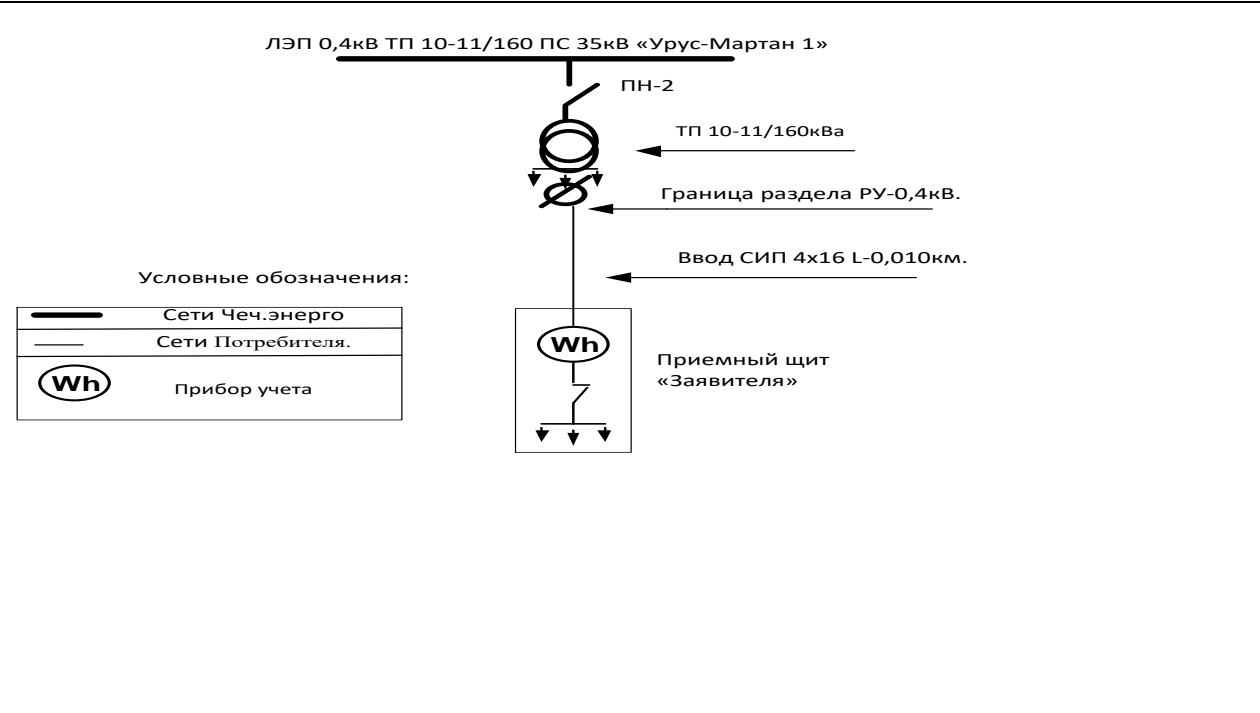 ЛЭП 0,4кВ ТП 10-11/160 ПС 35кВ «Урус-Мартан 1»
ПН-2
ТП 10-11/160кВа
Граница раздела РУ-0,4кВ.
Ввод СИП 4х16 L-0,010км.
Условные обозначения:
Сети Чеч.энерго
Сети Потребителя.
Wh
Прибор учета
Wh
Приемный щит
«Заявителя»